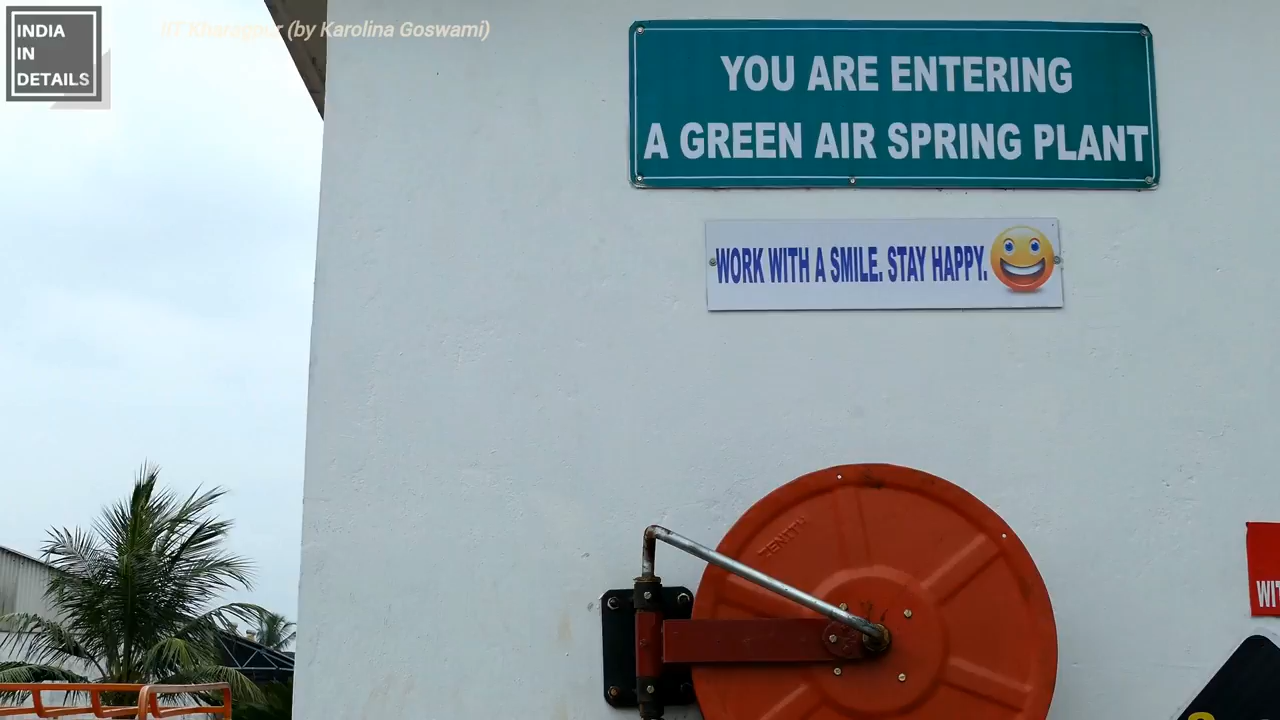 INDIA
IN
DETAILS
IIT Kharagpur (by Karolina Goswami)
YOU ARE ENTERING
A GREEN AIR SPRING PLANT
WORK WITH A SMILE. STAY HAPPY.
ZENITH